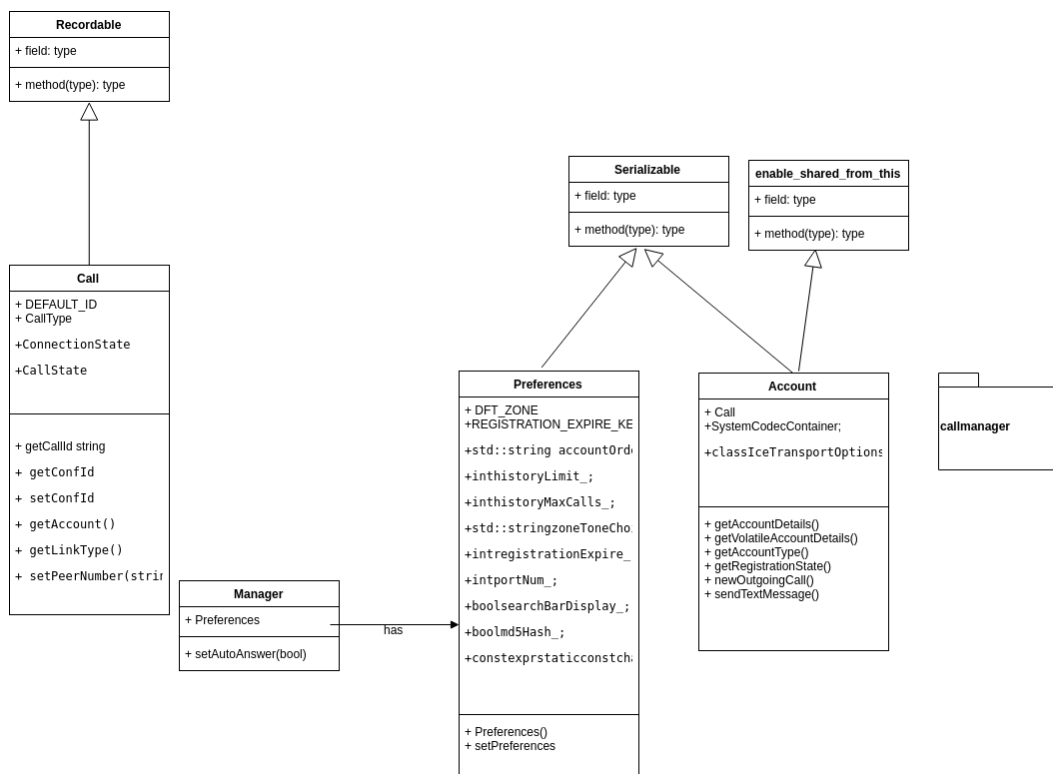 Recordable
+ field: type
+ method(type): type
Serializable
+ field: type
+ method(type): type
enable_shared_from_this
+ field: type
+ method(type): type
Call
+ DEFAULT_ID
+ CallType
+ConnectionState
+CallState
+ getCallId string
+ getConfId
+ setConfId
+ getAccount()
+ getLinkType()
+ setPeerNumber(strin
Manager
+ Preferences
+ setAutoAnswer(bool)
has
Preferences
+ DFT_ZONE
+REGISTRATION_EXPIRE_KE
+std::string accountOrd
+inthistoryLimit_;
+inthistoryMaxCalls_;
+std::stringzoneToneChoi
+intregistrationExpire_
+intportNum_;
+boolsearchBarDisplay_;
+boolmd5Hash_;
+constexprstaticconstcha
+ Preferences()
+ setPreferences
Account
+ Call
+SystemCodecContainer;
+classIceTransportOptions
+ getAccountDetails()
+ getVolatileAccountDetails()
+ getAccountType()
+ getRegistrationState()
+ newOutgoingCall()
+ sendTextMessage()
callmanager